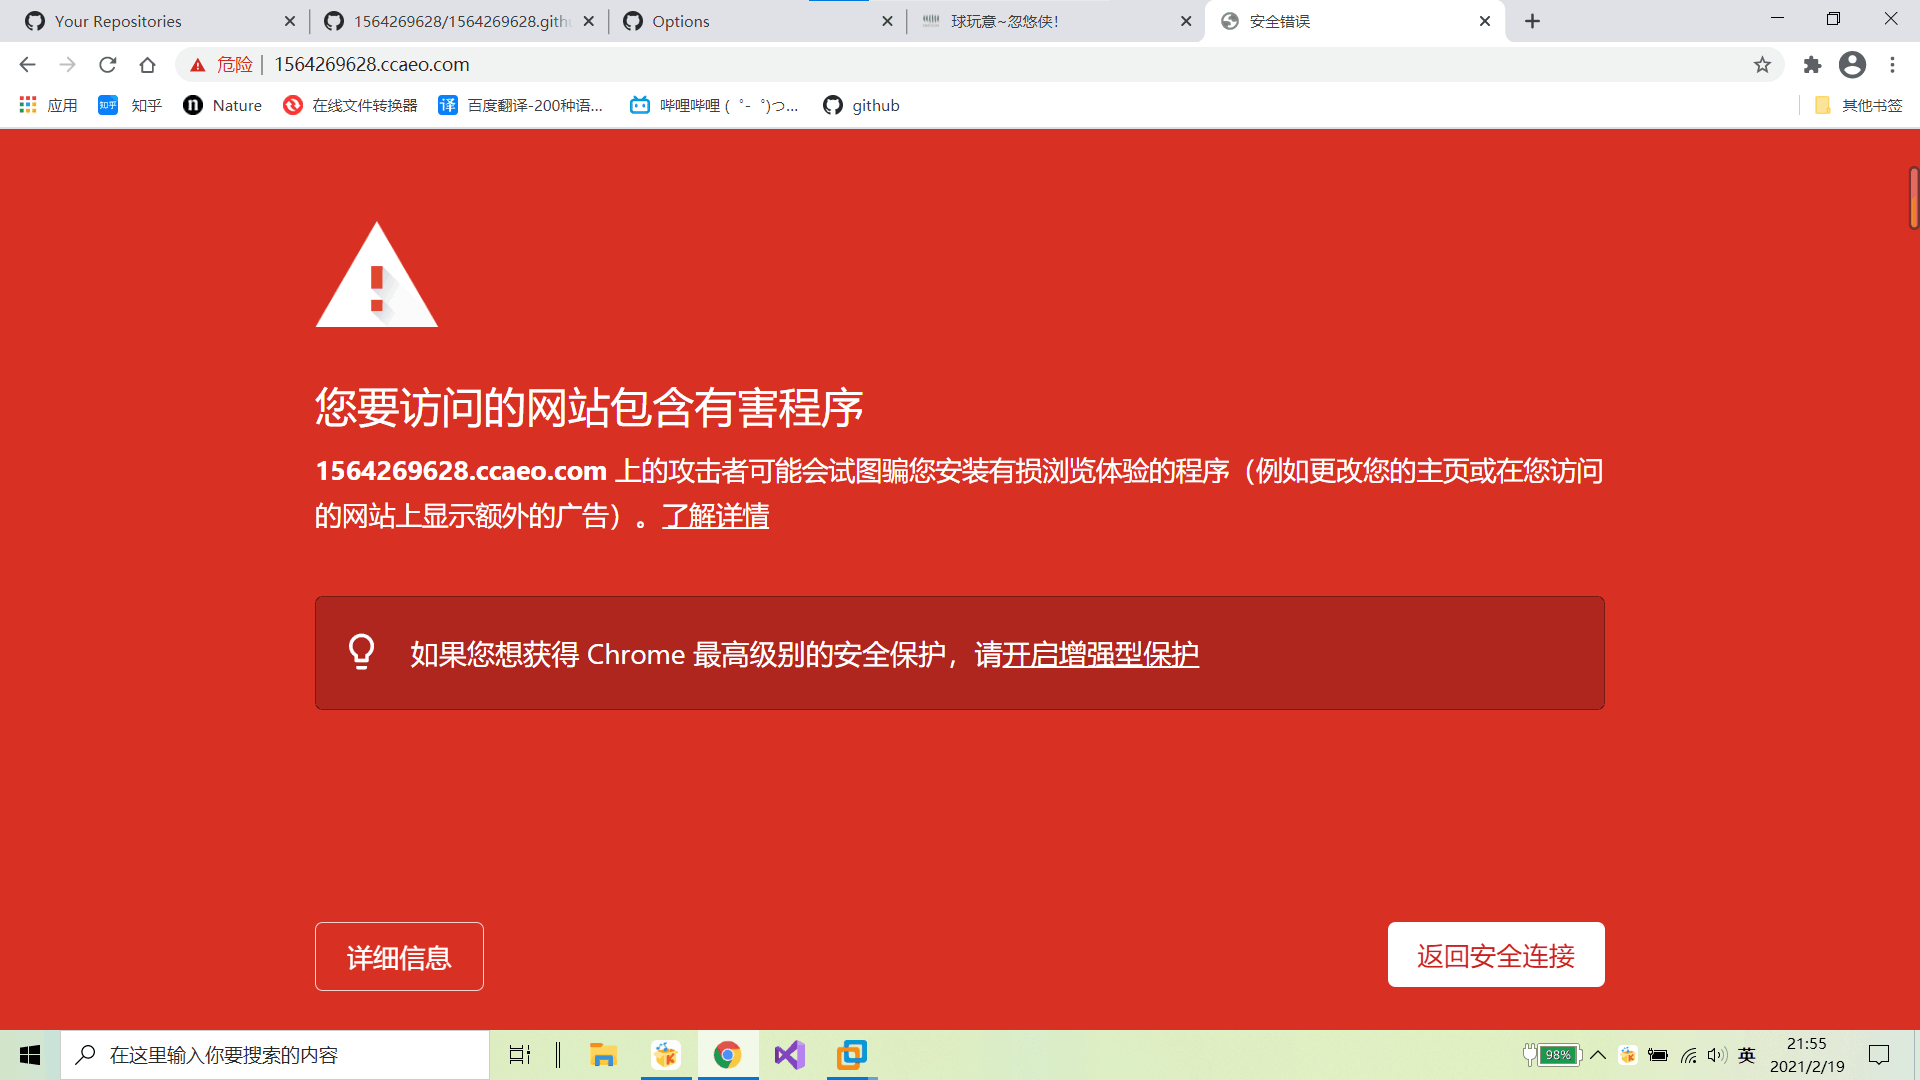 Your Repositories
1564269628/1564269628.gith
Options
球玩意~忽悠侠!
安全错误
危险
1564269628.ccaeo.com
应用
知乎
知乎
n
Nature
在线文件转换器
译
百度翻译-200种语...
哔哩哔哩 ( ゜- ゜)つ...
github
其他书签
您要访问的网站包含有害程序
1564269628.ccaeo.com 上的攻击者可能会试图骗您安装有损浏览体验的程序（例如更改您的主页或在您访问
的网站上显示额外的广告）。了解详情
如果您想获得 Chrome 最高级别的安全保护，请开启增强型保护
详细信息
返回安全连接
在这里输入你要搜索的内容
98%
英
21:55
2021/2/19